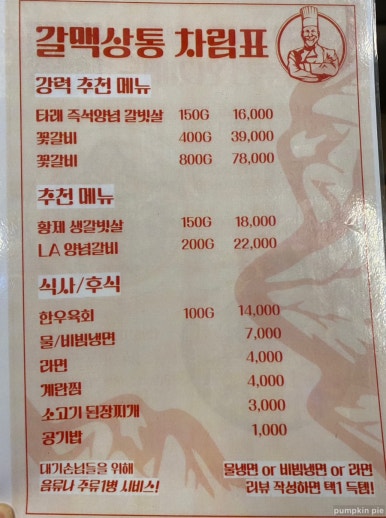 갈맥상통 차림표
강력 추천 메뉴
타래 즉석양념 갈빗살 150G 16,000
꽃갈비 400G 39,000
꽃갈비 800G 78,000
추천 메뉴
황제 생갈빗살 150G 18,000
LA 양념갈비 200G 22,000
식사/후식
한우육회 100G 14,000
물/비빔냉면 7,000
라면 4,000
계란찜 4,000
소고기 된장찌개 3,000
공기밥 1,000
대기손님들을 위해
음류나 주류1병 서비스!
물냉면 or 비빔냉면 or 라면
리뷰 작성하면 택1 득템!
pumpkin pie